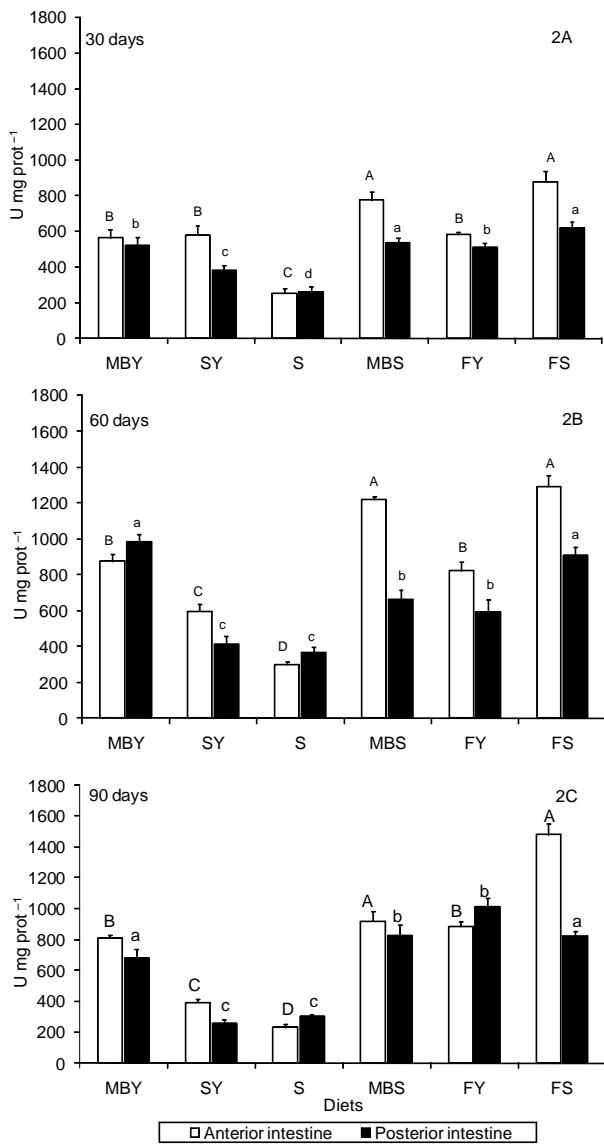 30 days 2A
1800
1600
1400
1200
1000
800
600
400
200
0
U mg prot⁻¹
B b B c C d A a B b A a
MBY SY S MBS FY FS
60 days 2B
1800
1600
1400
1200
1000
800
600
400
200
0
U mg prot⁻¹
B a C c D c A b B b A a
MBY SY S MBS FY FS
90 days 2C
1800
1600
1400
1200
1000
800
600
400
200
0
U mg prot⁻¹
B a C c D c A b B b A a
MBY SY S MBS FY FS
Diets
Anterior intestine Posterior intestine